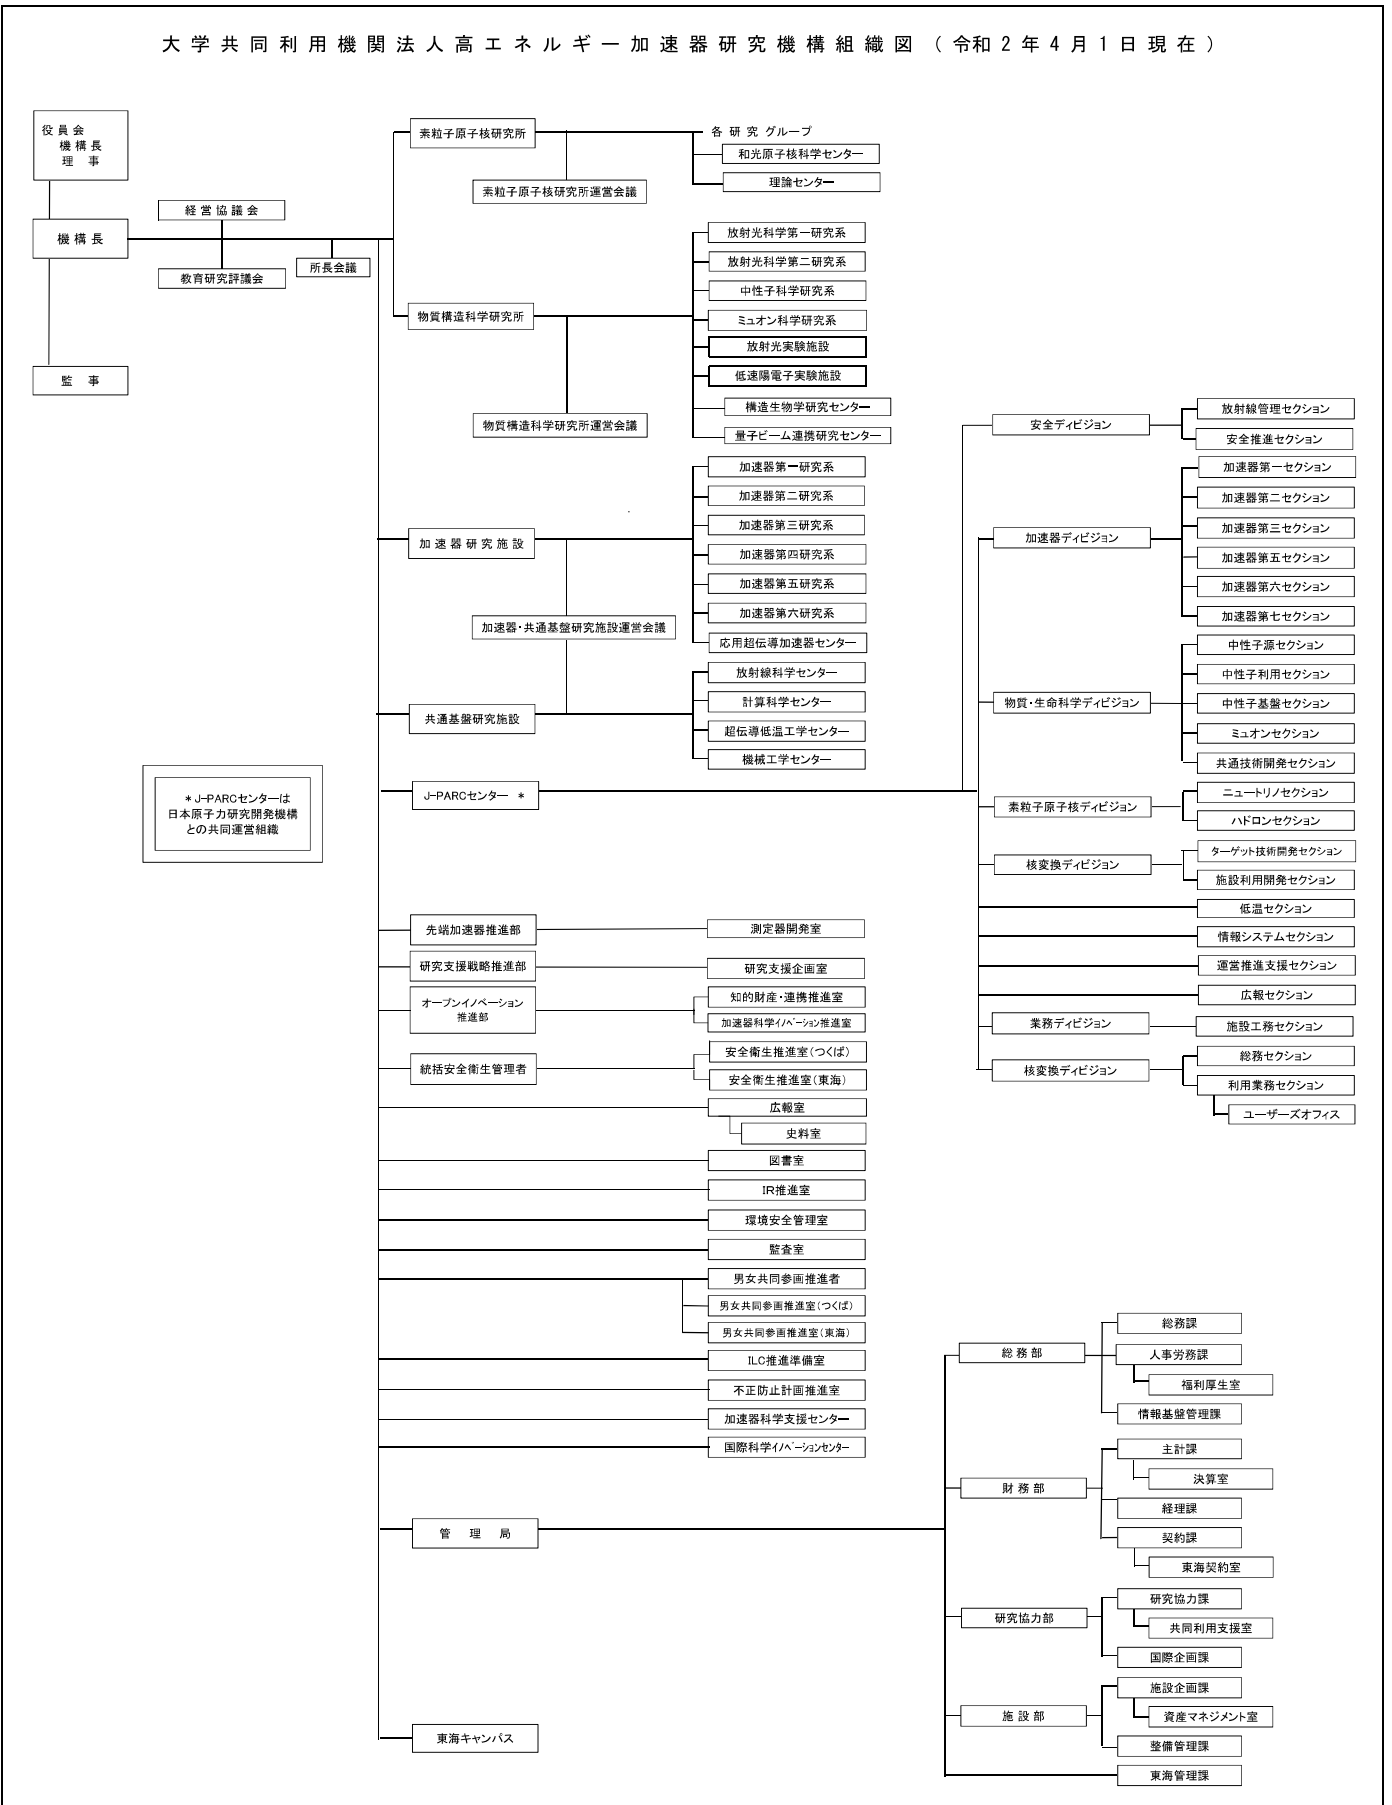 大学共同利用機関法人高エネルギー加速器研究機構組織図（令和2年4月1日現在）
役員会
機構長
理事
機構長
監事
経営協議会
教育研究評議会
所長会議
素粒子原子核研究所
素粒子原子核研究所運営会議
各研究グループ
和光原子核科学センター
理論センター
物質構造科学研究所
物質構造科学研究所運営会議
放射光科学第一研究系
放射光科学第二研究系
中性子科学研究系
ミュオン科学研究系
放射光実験施設
低速陽電子実験施設
構造生物学研究センター
量子ビーム連携研究センター
加速器研究施設
加速器・共通基盤研究施設運営会議
加速器第一研究系
加速器第二研究系
加速器第三研究系
加速器第四研究系
加速器第五研究系
加速器第六研究系
応用超伝導加速器センター
共通基盤研究施設
放射線科学センター
計算科学センター
超伝導低温工学センター
機械工学センター
J-PARCセンター ＊
＊J-PARCセンターは
日本原子力研究開発機構
との共同運営組織
安全ディビジョン
放射線管理セクション
安全推進セクション
加速器ディビジョン
加速器第一セクション
加速器第二セクション
加速器第三セクション
加速器第五セクション
加速器第六セクション
加速器第七セクション
物質・生命科学ディビジョン
中性子源セクション
中性子利用セクション
中性子基盤セクション
ミュオンセクション
共通技術開発セクション
素粒子原子核ディビジョン
ニュートリノセクション
ハドロンセクション
核変換ディビジョン
ターゲット技術開発セクション
施設利用開発セクション
低温セクション
情報システムセクション
運営推進支援セクション
広報セクション
業務ディビジョン
施設工務セクション
核変換ディビジョン
総務セクション
利用業務セクション
ユーザーズオフィス
先端加速器推進部
測定器開発室
研究支援戦略推進部
研究支援企画室
オープンイノベーション
推進部
知的財産・連携推進室
加速器科学イノベーション推進室
統括安全衛生管理者
安全衛生推進室（つくば）
安全衛生推進室（東海）
広報室
史料室
図書室
IR推進室
環境安全管理室
監査室
男女共同参画推進者
男女共同参画推進室（つくば）
男女共同参画推進室（東海）
ILC推進準備室
不正防止計画推進室
加速器科学支援センター
国際科学イノベーションセンター
管理局
総務部
総務課
人事労務課
福利厚生室
情報基盤管理課
財務部
主計課
決算室
経理課
契約課
東海契約室
研究協力部
研究協力課
共同利用支援室
国際企画課
施設部
施設企画課
資産マネジメント室
整備管理課
東海管理課
東海キャンパス